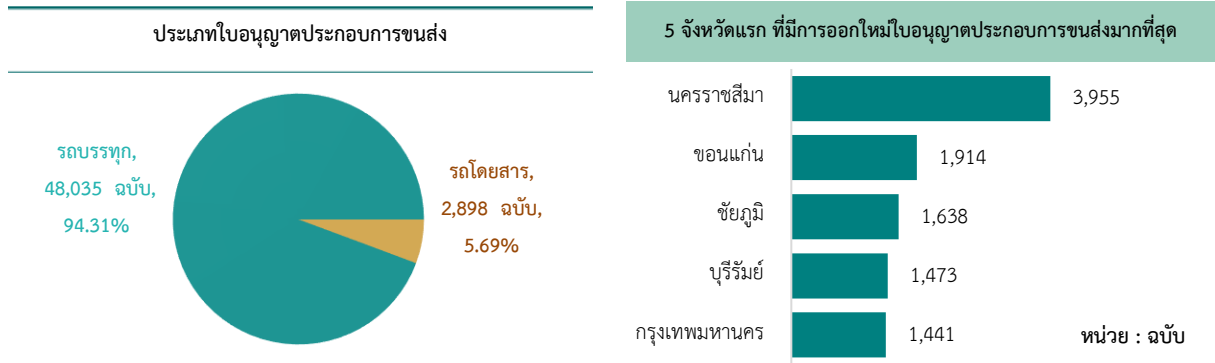 ประเภทใบอนุญาตประกอบการขนส่ง
รถบรรทุก,
48,035 ฉบับ,
94.31%
รถโดยสาร,
2,898 ฉบับ,
5.69%
5 จังหวัดแรก ที่มีการออกใหม่ใบอนุญาตประกอบการขนส่งมากที่สุด
นครราชสีมา 3,955
ขอนแก่น 1,914
ชัยภูมิ 1,638
บุรีรัมย์ 1,473
กรุงเทพมหานคร 1,441
หน่วย : ฉบับ